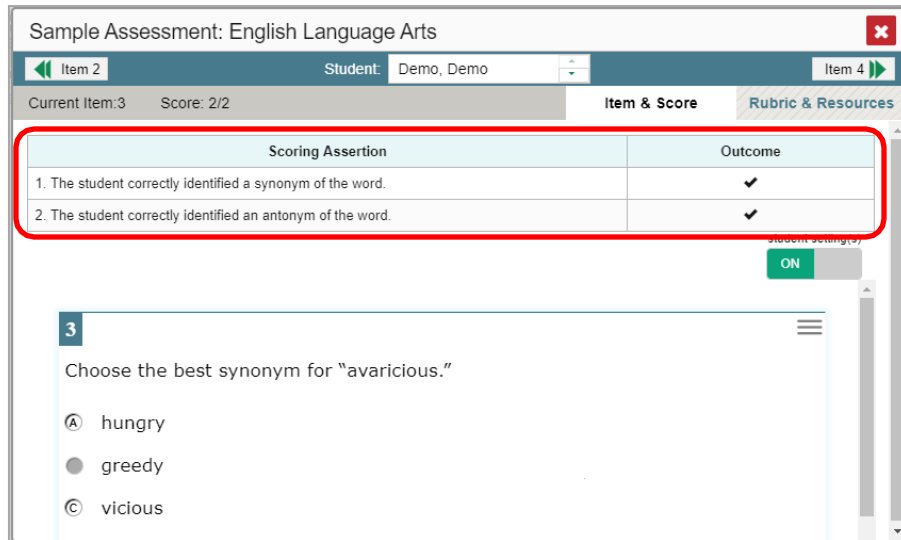 Sample Assessment: English Language Arts
Item 2 Student: Demo, Demo Item 4
Current Item:3 Score: 2/2 Item & Score Rubric & Resources
Scoring Assertion Outcome
1. The student correctly identified a synonym of the word.
2. The student correctly identified an antonym of the word.
student setting(s)
ON
3
Choose the best synonym for “avaricious.”
A hungry
greedy
C vicious